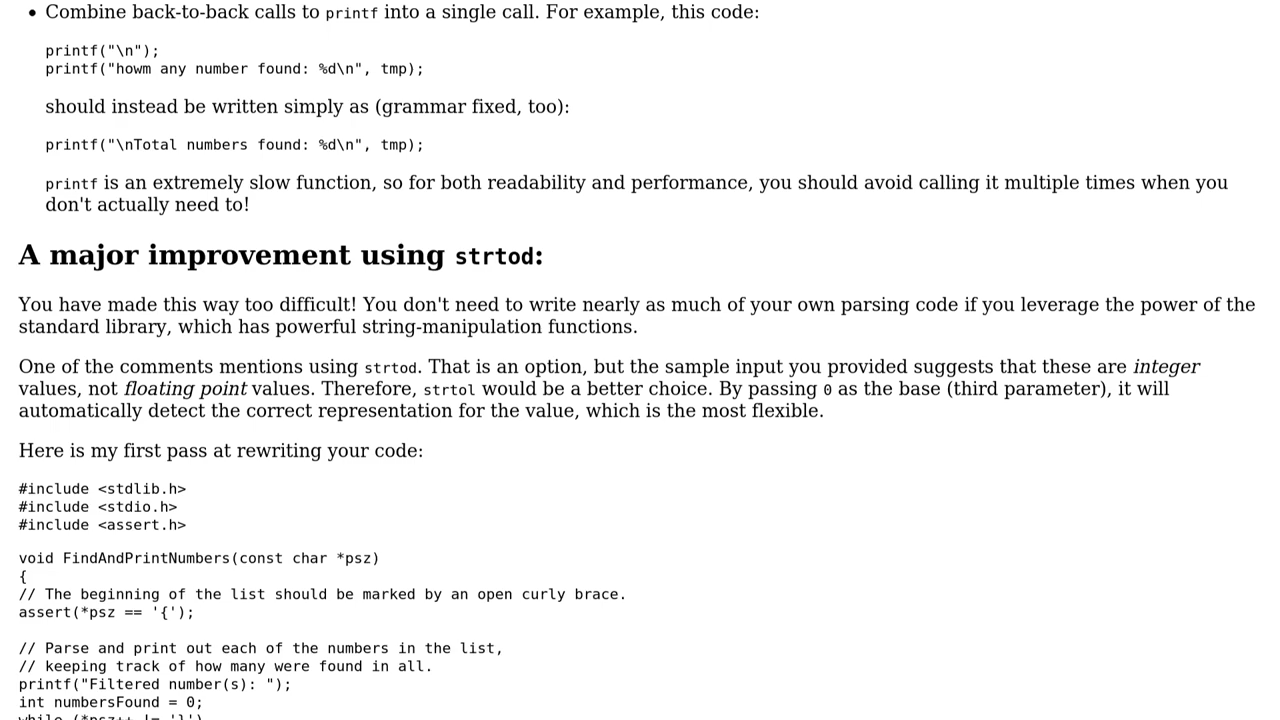 • Combine back-to-back calls to printf into a single call. For example, this code:
printf("\n");
printf("howm any number found: %d\n", tmp);
should instead be written simply as (grammar fixed, too):
printf("\nTotal numbers found: %d\n", tmp);
printf is an extremely slow function, so for both readability and performance, you should avoid calling it multiple times when you
don't actually need to!
A major improvement using strtod:
You have made this way too difficult! You don't need to write nearly as much of your own parsing code if you leverage the power of the
standard library, which has powerful string-manipulation functions.
One of the comments mentions using strtod. That is an option, but the sample input you provided suggests that these are integer
values, not floating point values. Therefore, strtol would be a better choice. By passing 0 as the base (third parameter), it will
automatically detect the correct representation for the value, which is the most flexible.
Here is my first pass at rewriting your code:
#include <stdlib.h>
#include <stdio.h>
#include <assert.h>
void FindAndPrintNumbers(const char *psz)
{
// The beginning of the list should be marked by an open curly brace.
assert(*psz == '{');
// Parse and print out each of the numbers in the list,
// keeping track of how many were found in all.
printf("Filtered number(s): ");
int numbersFound = 0;
while (*psz++ != '}')